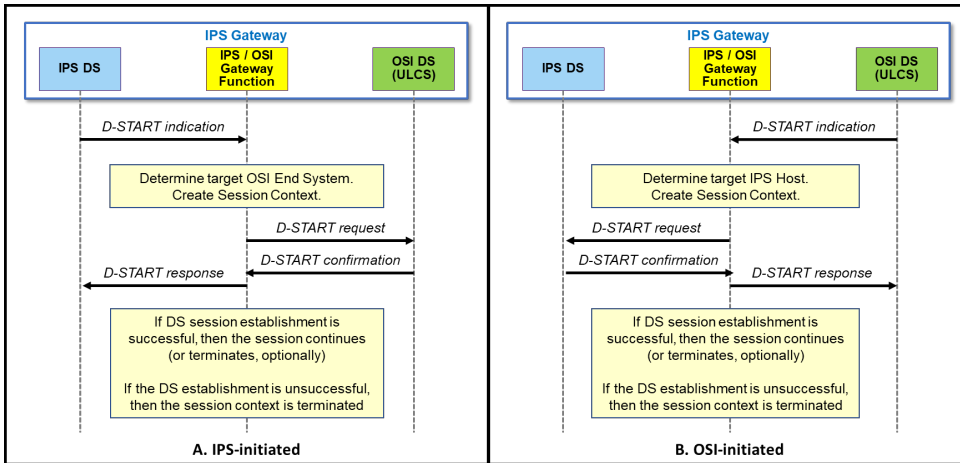 IPS Gateway
IPS DS
IPS / OSI
Gateway
Function
OSI DS
(ULCS)
D-START indication
Determine target OSI End System.
Create Session Context.
D-START request
D-START confirmation
D-START response
If DS session establishment is
successful, then the session continues
(or terminates, optionally)
If the DS establishment is unsuccessful,
then the session context is terminated
A. IPS-initiated
IPS Gateway
IPS DS
IPS / OSI
Gateway
Function
OSI DS
(ULCS)
D-START indication
Determine target IPS Host.
Create Session Context.
D-START request
D-START confirmation
D-START response
If DS session establishment is
successful, then the session continues
(or terminates, optionally)
If the DS establishment is unsuccessful,
then the session context is terminated
B. OSI-initiated